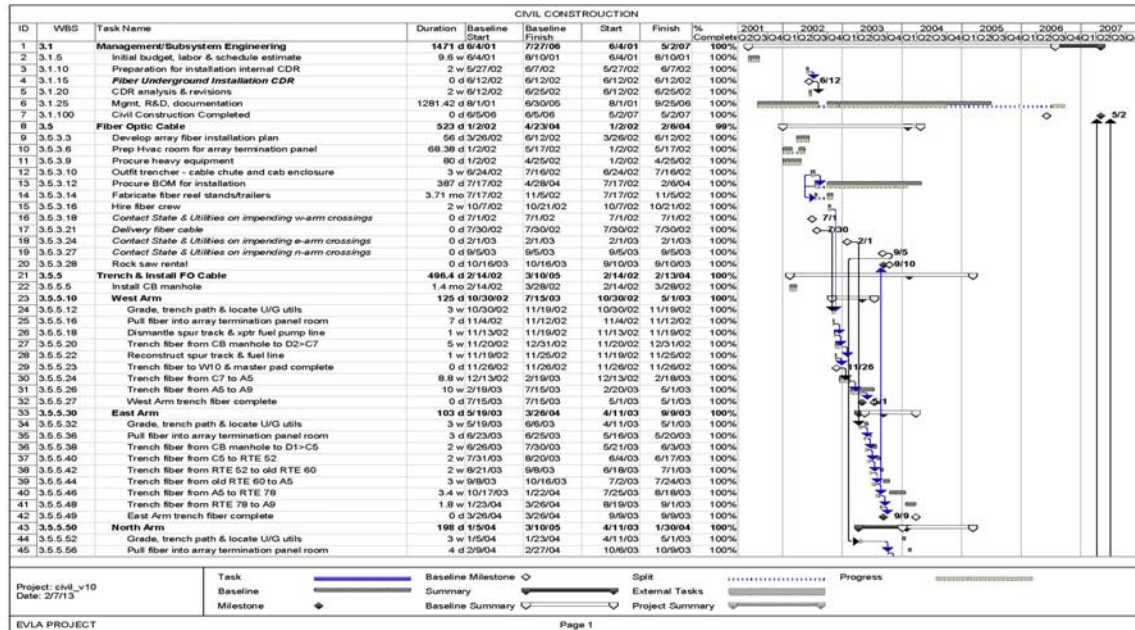 CIVIL CONSTRUCTION
ID WBS Task Name Duration Baseline Start Baseline Finish Start Finish % Complete 2001 2002 2003 2004 2005 2006 2007
1 3.1 Management/Subsystem Engineering 1471 d 6/4/01 7/27/06 6/4/01 5/2/07 100%
2 3.1.5 Initial budget, labor & schedule estimate 9.6 w 6/4/01 8/10/01 6/4/01 8/10/01 100%
3 3.1.10 Preparation for installation internal CDR 2 w 5/27/02 6/7/02 5/27/02 6/7/02 100%
4 3.1.15 Fiber Underground Installation CDR 0 d 6/12/02 6/12/02 6/12/02 6/12/02 100% 6/12
5 3.1.20 CDR analysis & revisions 2 w 6/12/02 6/25/02 6/12/02 6/25/02 100%
6 3.1.25 Mgmt, R&D, documentation 1281.42 d 8/1/01 6/30/05 8/1/01 9/25/06 100%
7 3.1.100 Civil Construction Completed 0 d 6/5/06 6/5/06 5/2/07 5/2/07 100% 5/2
8 3.5 Fiber Optic Cable 523 d 1/2/02 4/23/04 1/2/02 2/6/04 99%
9 3.5.3.3 Develop array fiber installation plan 56 d 3/26/02 6/12/02 3/26/02 6/12/02 100%
10 3.5.3.6 Prep Hvac room for array termination panel 68.38 d 1/2/02 5/17/02 1/2/02 5/17/02 100%
11 3.5.3.9 Procure heavy equipment 80 d 1/2/02 4/25/02 1/2/02 4/25/02 100%
12 3.5.3.10 Outfit trencher - cable chute and cab enclosure 3 w 6/24/02 7/16/02 6/24/02 7/16/02 100%
13 3.5.3.12 Procure BOM for installation 387 d 7/17/02 4/28/04 7/17/02 2/6/04 100%
14 3.5.3.14 Fabricate fiber reel stands/trailers 3.71 mo 7/17/02 11/5/02 7/17/02 11/5/02 100%
15 3.5.3.16 Hire fiber crew 2 w 10/7/02 10/21/02 10/7/02 10/21/02 100%
16 3.5.3.18 Contact State & Utilities on impending w-arm crossings 0 d 7/1/02 7/1/02 7/1/02 7/1/02 100% 7/1
17 3.5.3.21 Delivery fiber cable 0 d 7/30/02 7/30/02 7/30/02 7/30/02 100% 7/30
18 3.5.3.24 Contact State & Utilities on impending e-arm crossings 0 d 2/1/03 2/1/03 2/1/03 2/1/03 100% 2/1
19 3.5.3.27 Contact State & Utilities on impending n-arm crossings 0 d 9/5/03 9/5/03 9/5/03 9/5/03 100% 9/5
20 3.5.3.28 Rock saw rental 0 d 10/16/03 10/16/03 9/10/03 9/10/03 100% 9/10
21 3.5.5 Trench & Install FO Cable 496.4 d 2/14/02 3/10/05 2/14/02 2/13/04 100%
22 3.5.5.5 Install CB manhole 1.4 mo 2/14/02 3/28/02 2/14/02 3/28/02 100%
23 3.5.5.10 West Arm 125 d 10/30/02 7/15/03 10/30/02 5/1/03 100%
24 3.5.5.12 Grade, trench path & locate U/G utils 3 w 10/30/02 11/19/02 10/30/02 11/19/02 100%
25 3.5.5.16 Pull fiber into array termination panel room 7 d 11/4/02 11/12/02 11/4/02 11/12/02 100%
26 3.5.5.18 Dismantle spur track & xptr fuel pump line 1 w 11/13/02 11/19/02 11/13/02 11/19/02 100%
27 3.5.5.20 Trench fiber from CB manhole to D2>C7 5 w 11/20/02 12/31/02 11/20/02 12/31/02 100%
28 3.5.5.22 Reconstruct spur track & fuel line 1 w 11/19/02 11/25/02 11/19/02 11/25/02 100%
29 3.5.5.23 Trench fiber to W10 & master pad complete 0 d 11/26/02 11/26/02 11/26/02 11/26/02 100% 11/26
30 3.5.5.24 Trench fiber from C7 to A5 8.8 w 12/13/02 2/19/03 12/13/02 2/18/03 100%
31 3.5.5.26 Trench fiber from A5 to A9 10 w 2/19/03 7/15/03 2/20/03 5/1/03 100%
32 3.5.5.27 West Arm trench fiber complete 0 d 7/15/03 7/15/03 5/1/03 5/1/03 100% 5/1
33 3.5.5.30 East Arm 103 d 5/19/03 3/26/04 4/11/03 9/9/03 100%
34 3.5.5.32 Grade, trench path & locate U/G utils 3 w 5/19/03 6/6/03 4/11/03 5/1/03 100%
35 3.5.5.36 Pull fiber into array termination panel room 3 d 6/23/03 6/25/03 5/16/03 5/20/03 100%
36 3.5.5.38 Trench fiber from CB manhole to D1>C5 2 w 6/26/03 7/30/03 5/21/03 6/3/03 100%
37 3.5.5.40 Trench fiber from C5 to RTE 52 2 w 7/31/03 8/20/03 6/4/03 6/17/03 100%
38 3.5.5.42 Trench fiber from RTE 52 to old RTE 60 2 w 8/21/03 9/8/03 6/18/03 7/1/03 100%
39 3.5.5.44 Trench fiber from old RTE 60 to A5 3 w 9/8/03 10/16/03 7/2/03 7/24/03 100%
40 3.5.5.46 Trench fiber from A5 to RTE 78 3.4 w 10/17/03 1/22/04 7/25/03 8/18/03 100%
41 3.5.5.48 Trench fiber from RTE 78 to A9 1.8 w 1/23/04 3/26/04 8/19/03 9/1/03 100%
42 3.5.5.49 East Arm trench fiber complete 0 d 3/26/04 3/26/04 9/9/03 9/9/03 100% 9/9
43 3.5.5.50 North Arm 198 d 1/5/04 3/10/05 4/11/03 1/30/04 100%
44 3.5.5.52 Grade, trench path & locate U/G utils 3 w 1/5/04 1/23/04 4/11/03 5/1/03 100%
45 3.5.5.56 Pull fiber into array termination panel room 4 d 2/9/04 2/27/04 10/6/03 10/9/03 100%
Project: civil_v10
Date: 2/7/13
Task Baseline Milestone Split Progress
Baseline Summary External Tasks
Milestone Baseline Summary Project Summary
EVLA PROJECT Page 1